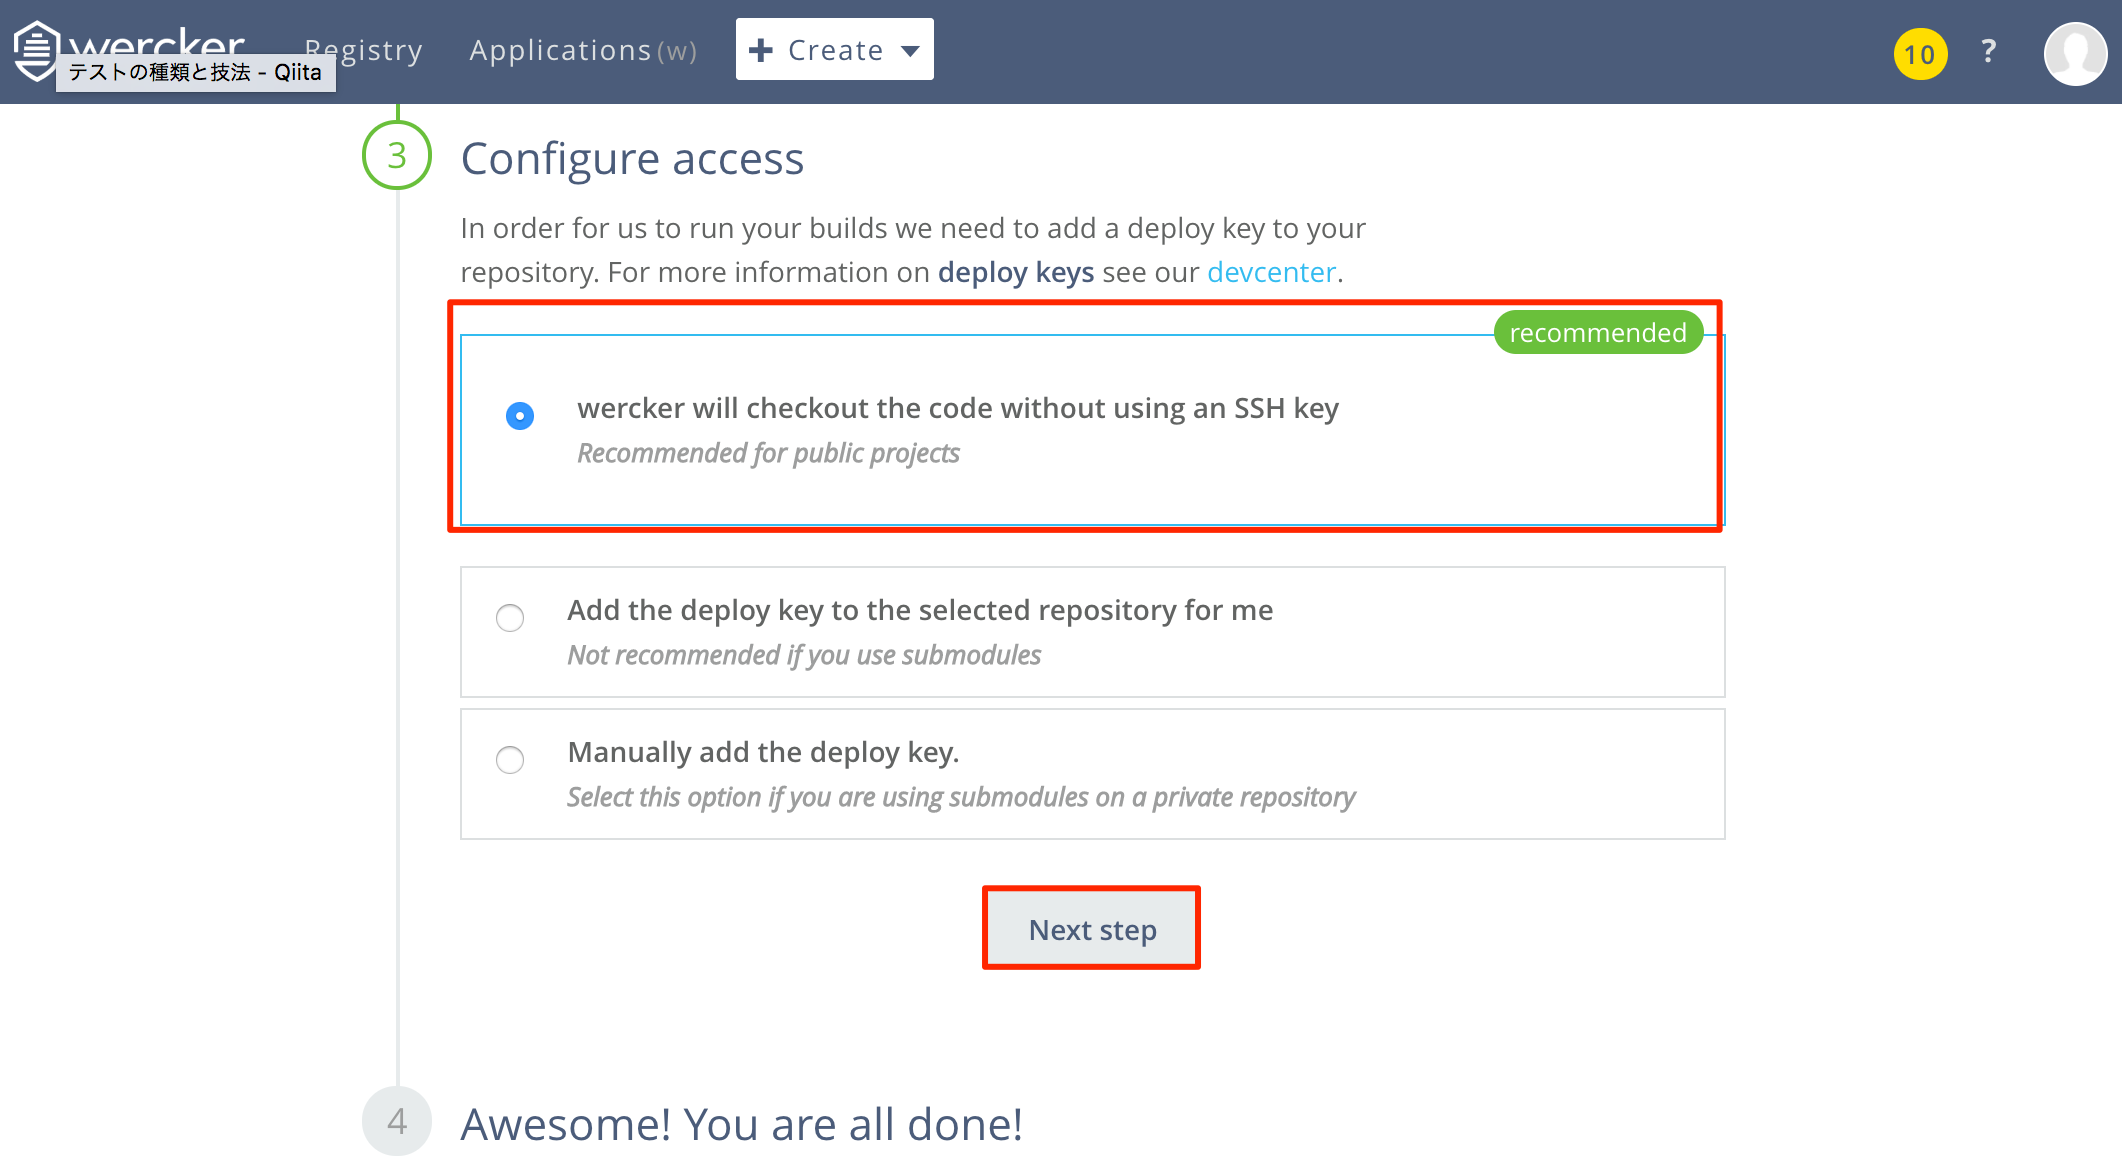 wercker
Registry
Applications (w)
Create
10
?
テストの種類と技法 - Qiita
3
Configure access
In order for us to run your builds we need to add a deploy key to your
repository. For more information on deploy keys see our devcenter.
recommended
wercker will checkout the code without using an SSH key
Recommended for public projects
Add the deploy key to the selected repository for me
Not recommended if you use submodules
Manually add the deploy key.
Select this option if you are using submodules on a private repository
Next step
4
Awesome! You are all done!